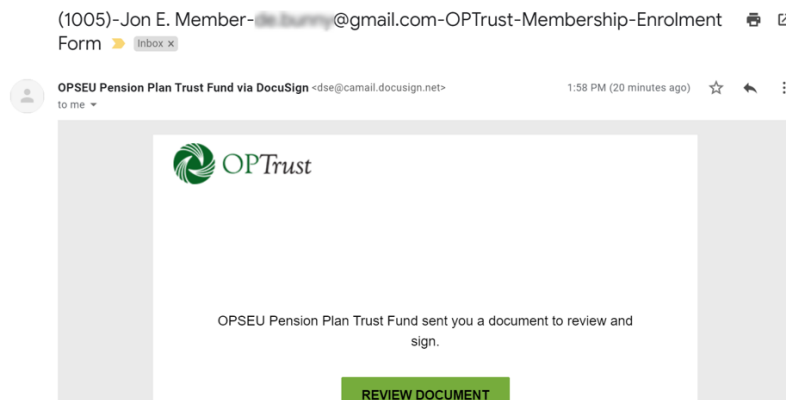 (1005)-Jon E. Member- @gmail.com-OPTrust-Membership-Enrolment
Form Inbox x
OPSEU Pension Plan Trust Fund via DocuSign <dse@camail.docusign.net> 1:58 PM (20 minutes ago)
to me
OPTrust
OPSEU Pension Plan Trust Fund sent you a document to review and
sign.
REVIEW DOCUMENT